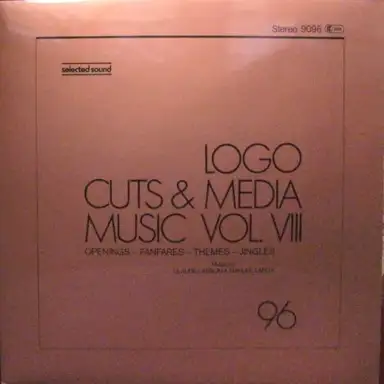 Stereo 9096
selected sound
LOGO
CUTS & MEDIA
MUSIC VOL. VIII
OPENINGS - FANFARES - THEMES - JINGLES
96